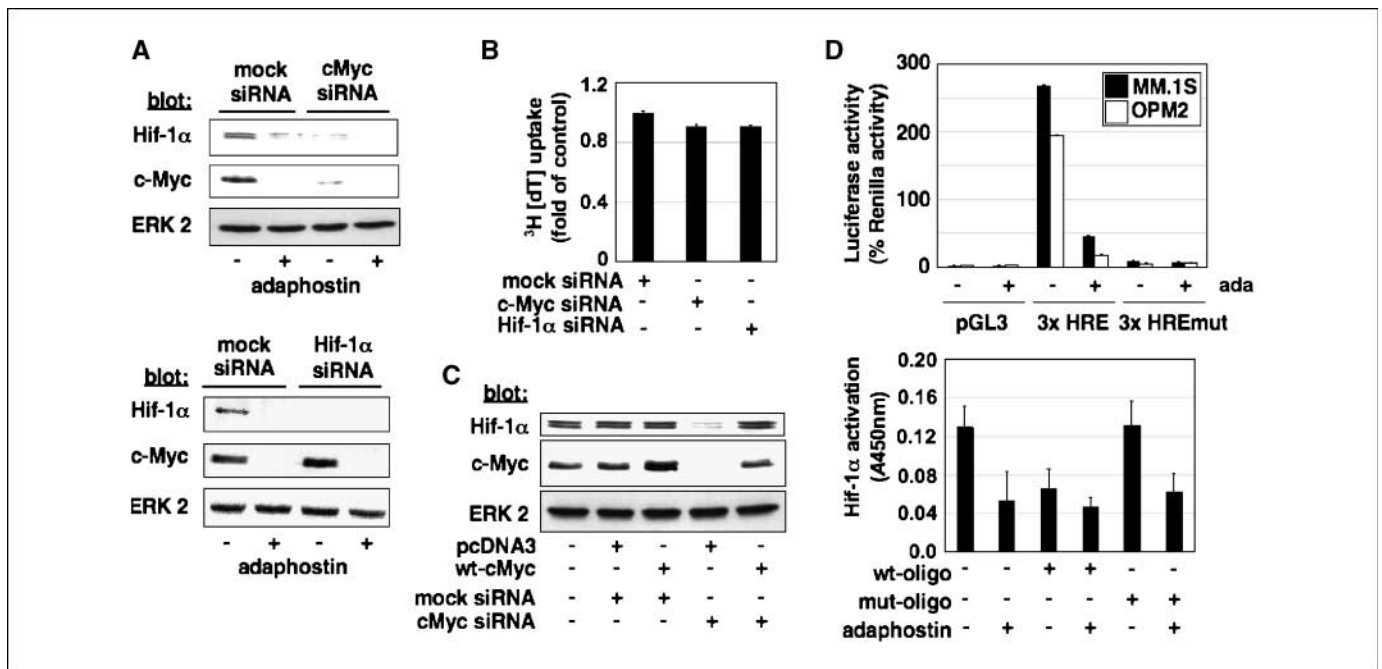 A
mock siRNA cMyc siRNA
blot:
Hif-1α
c-Myc
ERK 2
- + - +
adaphostin
mock siRNA Hif-1α siRNA
blot:
Hif-1α
c-Myc
ERK 2
- + - +
adaphostin
B
³H [dT] uptake
(fold of control)
1.2
0.8
0.4
0
mock siRNA + - -
c-Myc siRNA - + -
Hif-1α siRNA - - +
C
blot:
Hif-1α
c-Myc
ERK 2
pcDNA3 - + - + -
wt-cMyc - - + - +
mock siRNA - + + - -
cMyc siRNA - - - + +
D
Luciferase activity
(% Renilla activity)
300
200
100
0
MM.1S
OPM2
- + - + - + ada
pGL3 3x HRE 3x HREmut
Hif-1α activation
(A450nm)
0.20
0.16
0.12
0.08
0.04
0.0
wt-oligo - - + + - -
mut-oligo - - - - + +
adaphostin - + - + - +